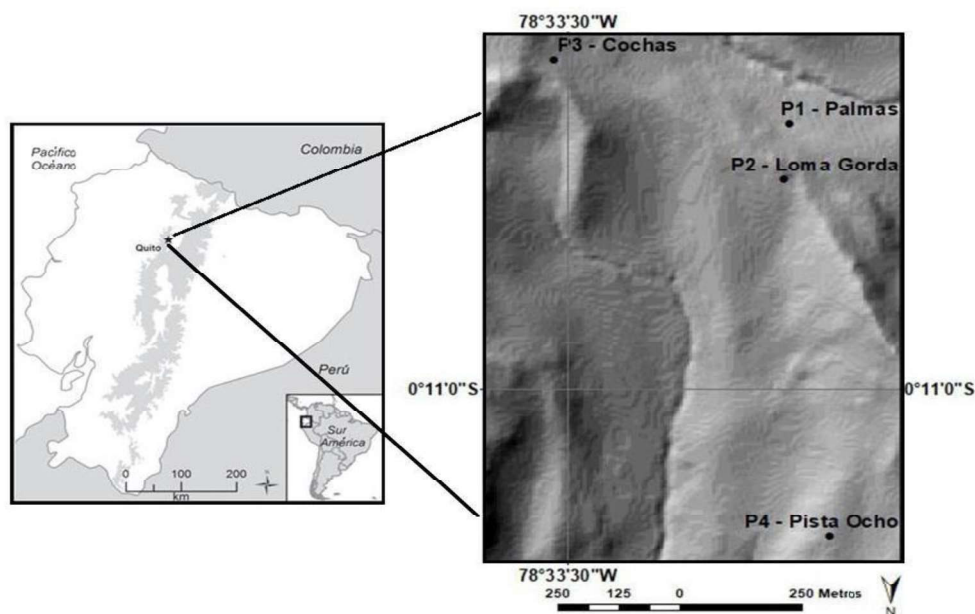 78°33'30"W
P3 - Cochas
P1 - Palmas
P2 - Loma Gorda
0°11'0"S
0°11'0"S
P4 - Pista Ocho
78°33'30"W
250 125 0 250 Metros
N
Pacífico
Océano
Colombia
Quito
Perú
Sur
América
0 100 200
km